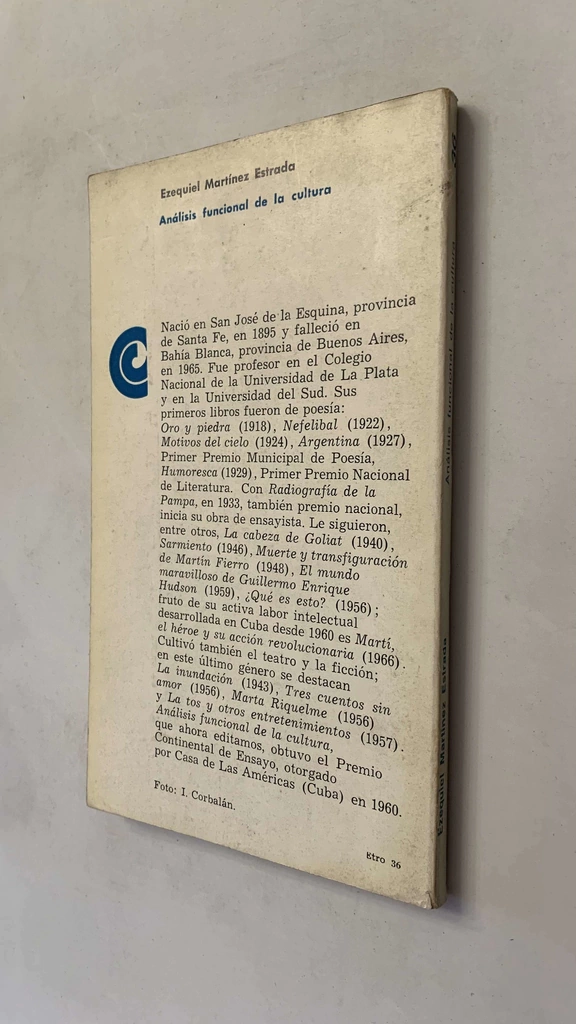 Ezequiel Martínez Estrada
Análisis funcional de la cultura
Nació en San José de la Esquina, província
de Santa Fe, en 1895 y falleció en
Bahía Blanca, provincia de Buenos Aires,
en 1965. Fue profesor en el Colegio
Nacional de la Universidad de La Plata
y en la Universidad del Sud. Sus
primeros libros fueron de poesía:
Oro y piedra (1918), Nefelibal (1922),
Motivos del cielo (1924), Argentina (1927),
Primer Premio Municipal de Poesía,
Humoresca (1929), Primer Premio Nacional
de Literatura. Con Radiografía de la
Pampa, en 1933, también premio nacional,
inicia su obra de ensayista. Le siguieron,
entre otros, La cabeza de Goliat (1940),
Sarmiento (1946), Muerte y transfiguración
de Martín Fierro (1948), El mundo
maravilloso de Guillermo Enrique
Hudson (1959), ¿Qué es esto? (1956);
fruto de su activa labor intelectual
desarrollada en Cuba desde 1960 es Martí,
el héroe y su acción revolucionaria (1966).
Cultivó también el teatro y la ficción;
en este último género se destacan
La inundación (1943), Tres cuentos sin
amor (1956), Marta Riquelme (1956)
y La tos y otros entretenimientos (1957).
Análisis funcional de la cultura,
que ahora editamos, obtuvo el Premio
Continental de Ensayo, otorgado
por Casa de Las Américas (Cuba) en 1960.
Foto: I. Corbalán.
Etro 36
Ezequiel Martínez Estrada
Análisis funcional de la cultura